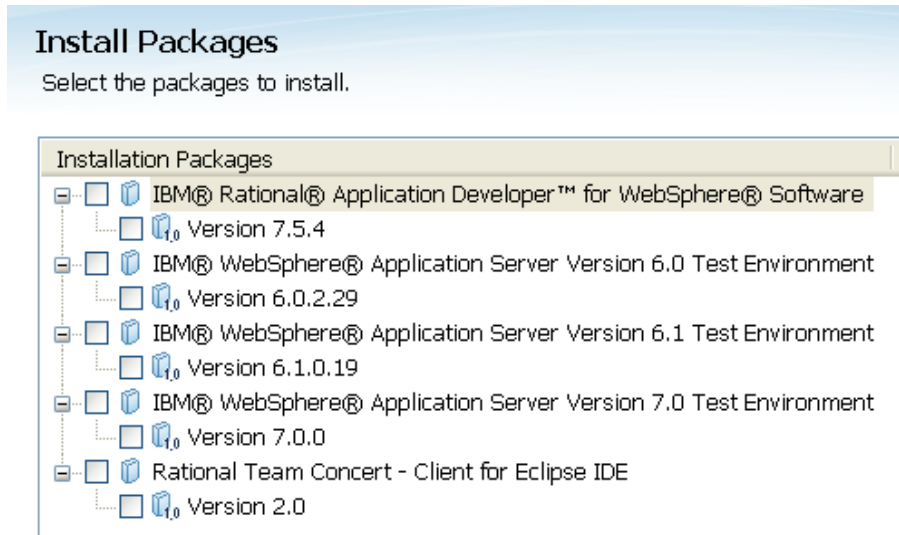 Install Packages
Select the packages to install.
Installation Packages
IBM® Rational® Application Developer™ for WebSphere® Software
Version 7.5.4
IBM® WebSphere® Application Server Version 6.0 Test Environment
Version 6.0.2.29
IBM® WebSphere® Application Server Version 6.1 Test Environment
Version 6.1.0.19
IBM® WebSphere® Application Server Version 7.0 Test Environment
Version 7.0.0
Rational Team Concert - Client for Eclipse IDE
Version 2.0